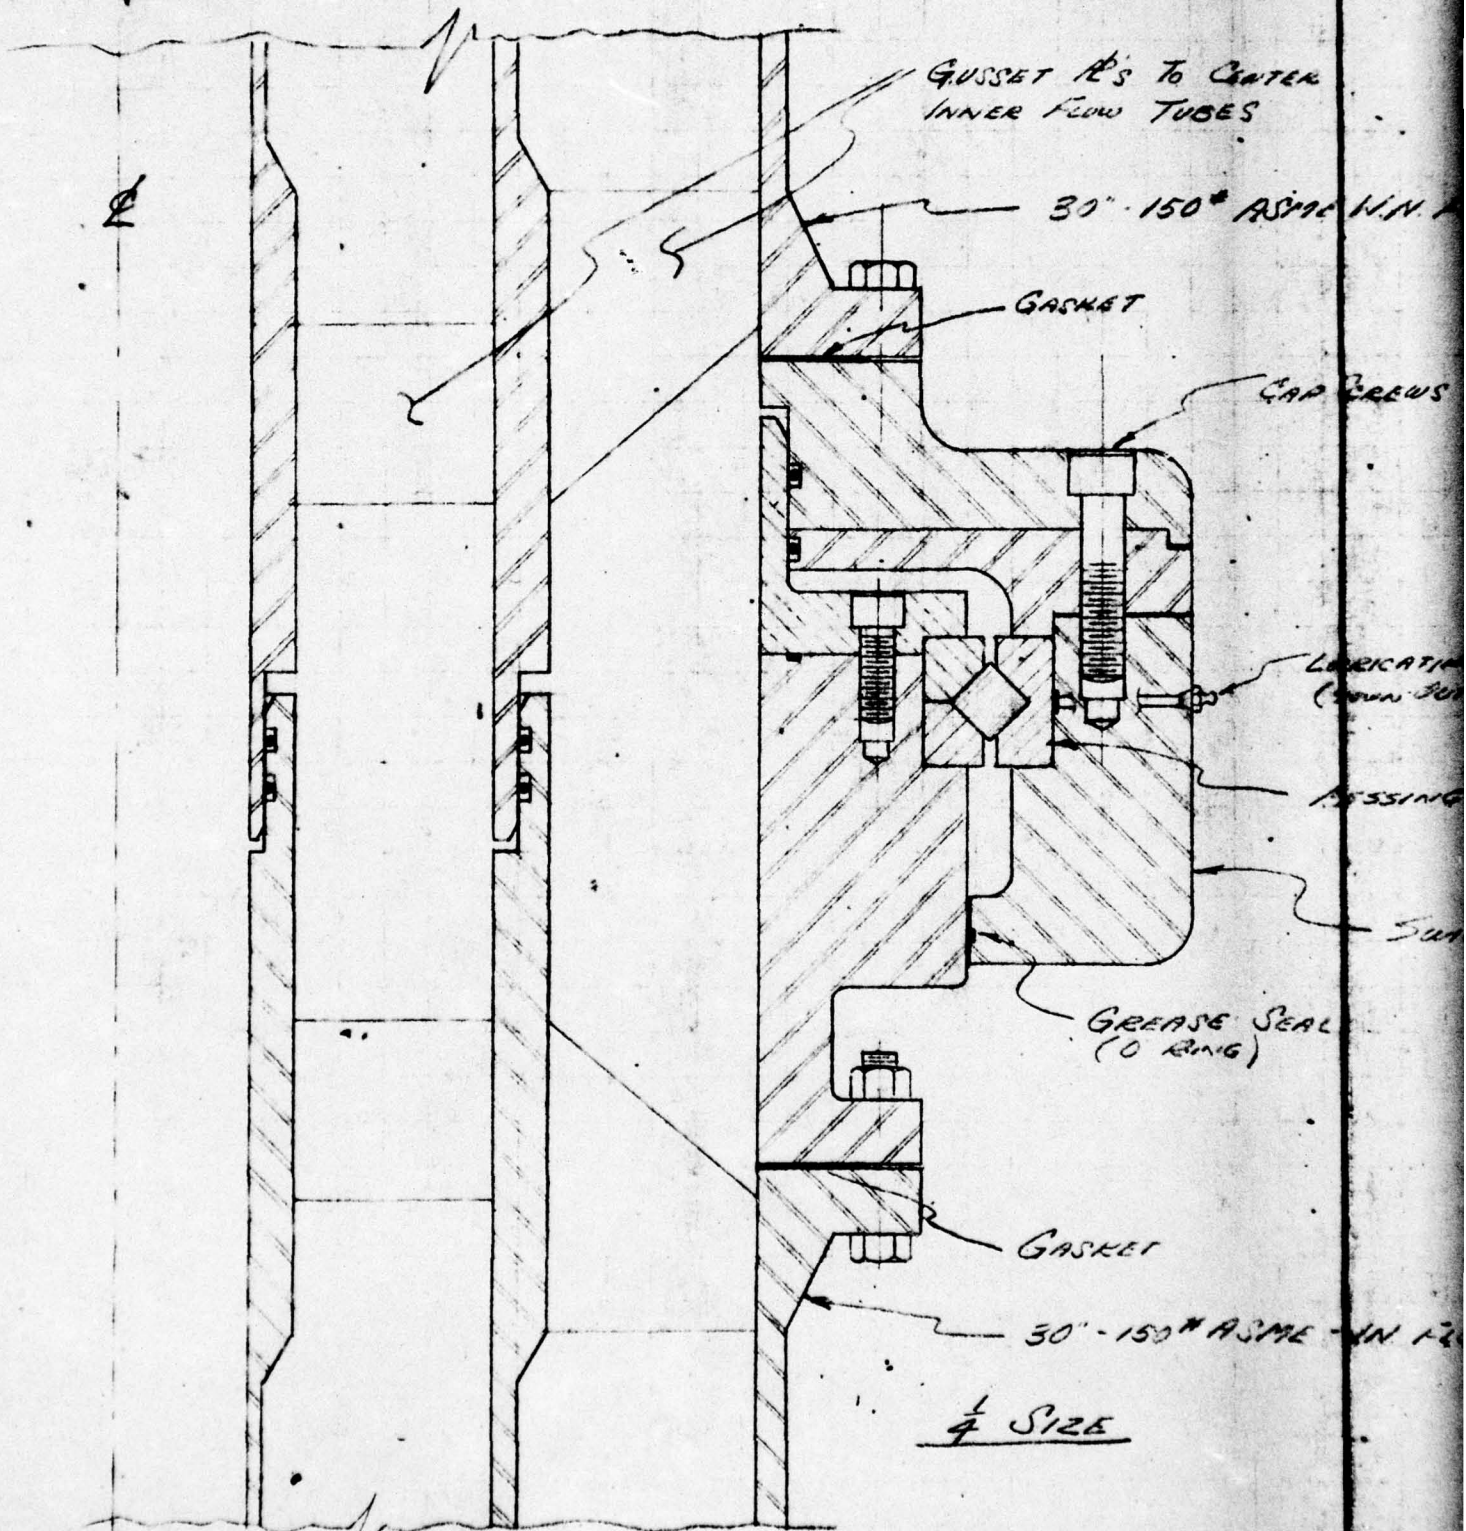 GUSSET PL's TO CENTER
INNER FLOW TUBES
℄
30" - 150# ASME W.N.
GASKET
CAP SCREWS
GREASE SEAL
(O RING)
GASKET
30" - 150# ASME
¼ SIZE